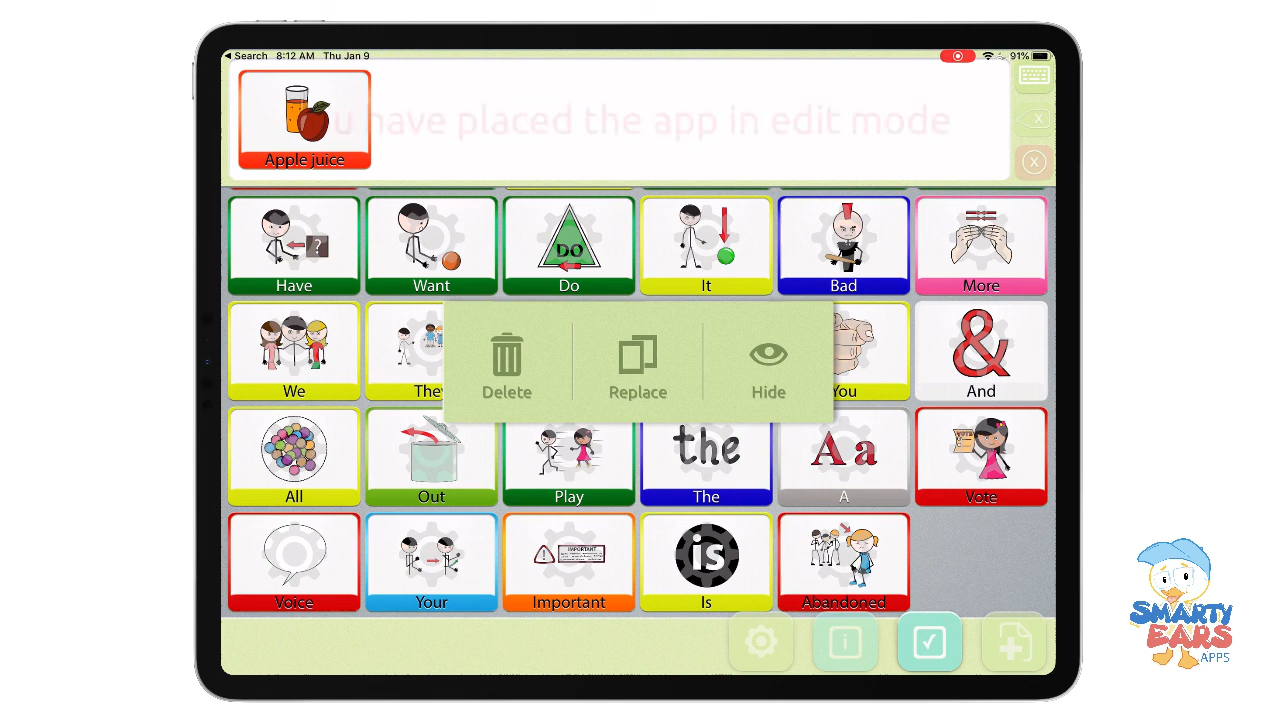 Search 8:12 AM Thu Jan 9 91%
have placed the app in edit mode
Apple juice
Have Want Do It Bad More
DO
We They You And
&
Delete Replace Hide
the Aa
All Out Play The A Vote
IMPORTANT
is
Voice Your Important Is Abandoned
SMARTY
EARS
APPS